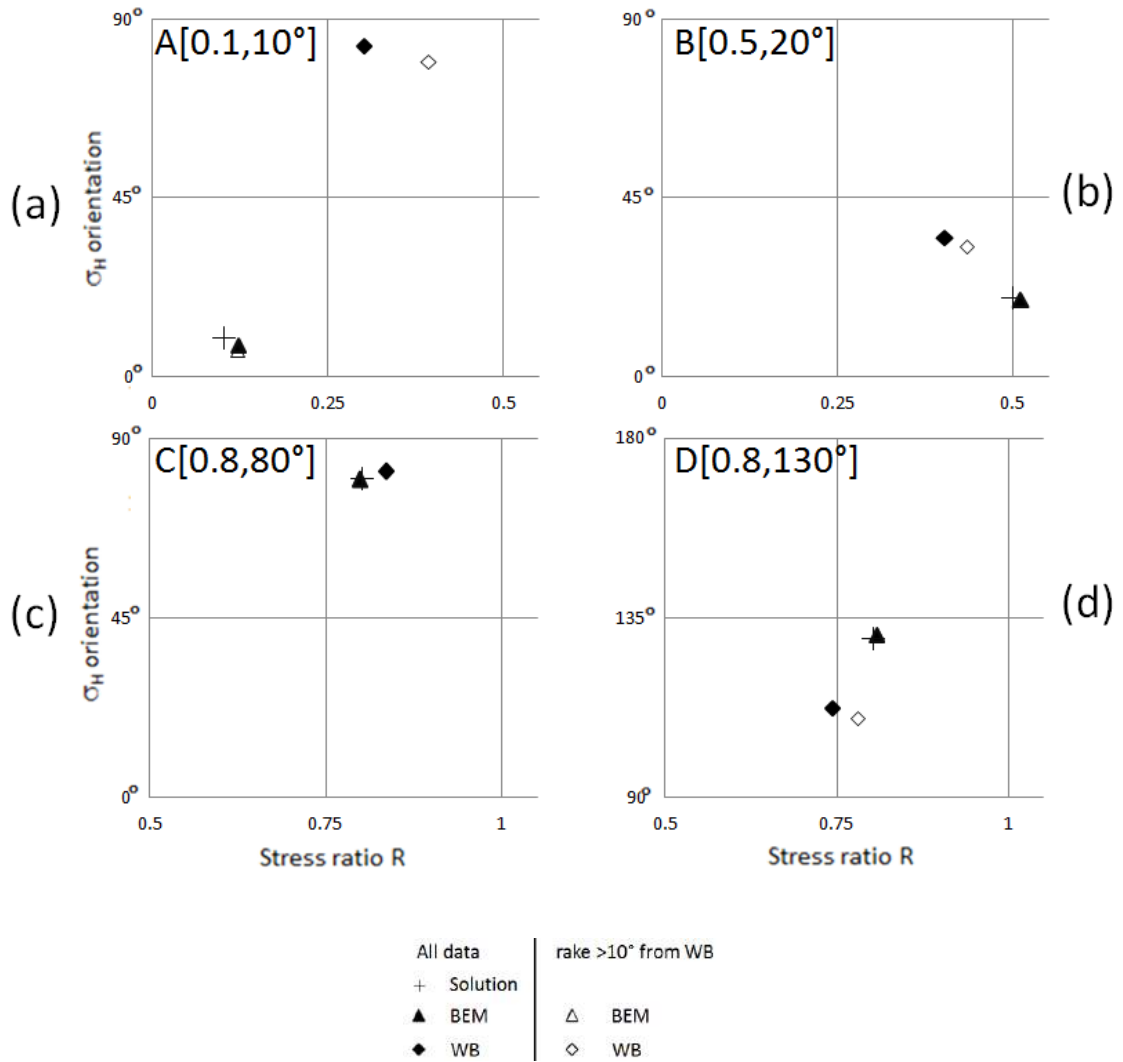 90°
A[0.1,10°]
σH orientation
45°
0°
0
0.25
0.5
(a)
90°
B[0.5,20°]
45°
0°
0
0.25
0.5
(b)
90°
C[0.8,80°]
σH orientation
45°
0°
0.5
0.75
1
Stress ratio R
(c)
180°
D[0.8,130°]
135°
90°
0.5
0.75
1
Stress ratio R
(d)
All data
rake >10° from WB
Solution
BEM
BEM
WB
WB